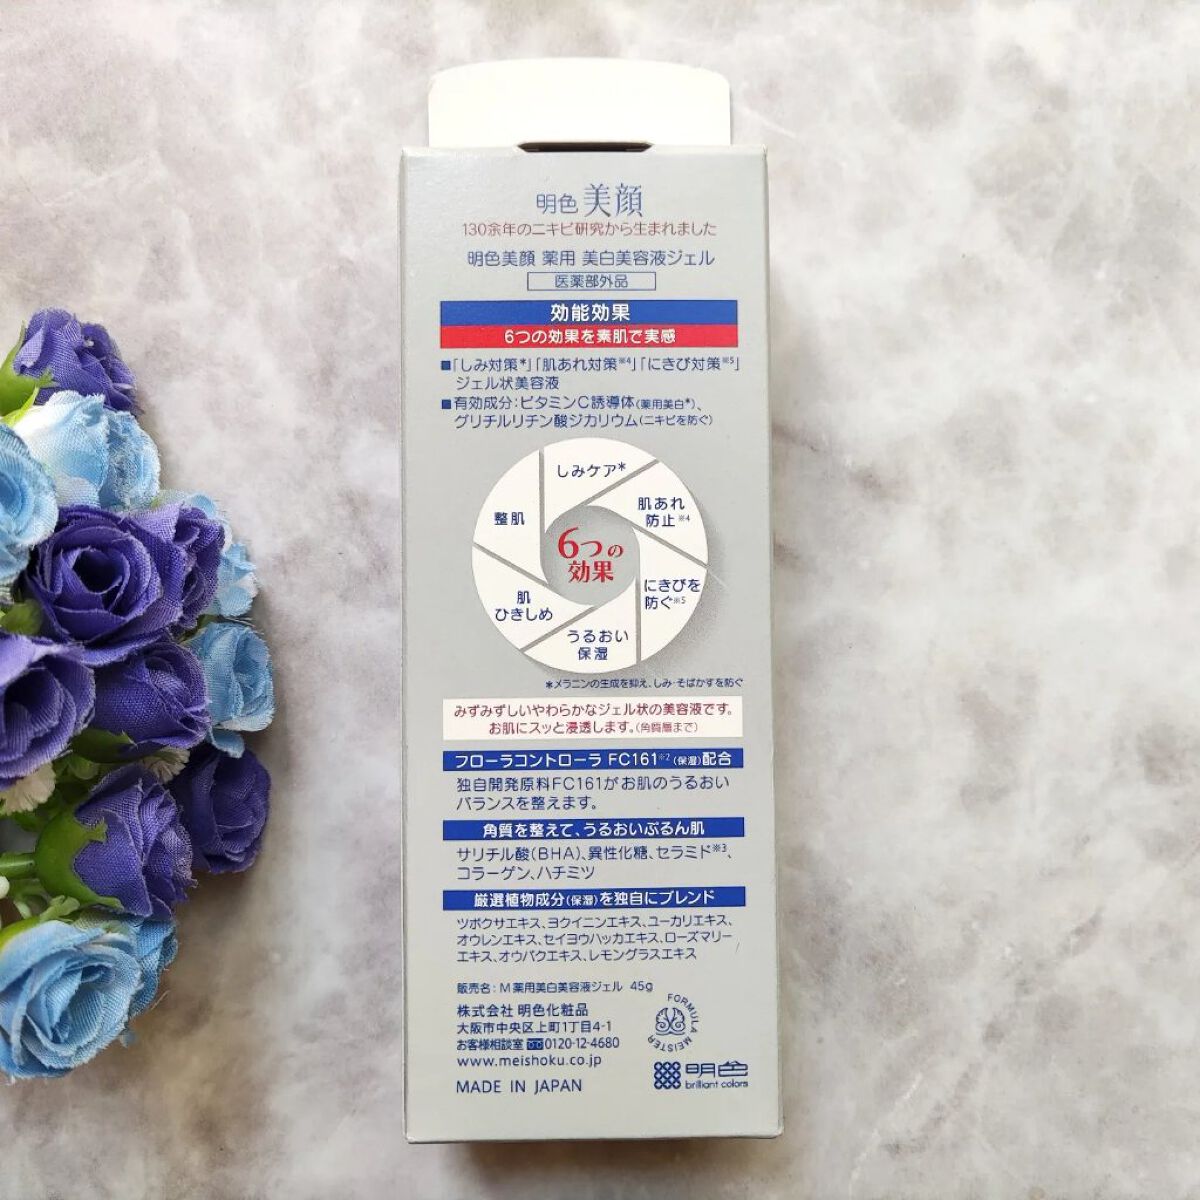 明色 美顔
130余年のニキビ研究から生まれました
明色美顔 薬用 美白美容液ジェル
医薬部外品
効能効果
6つの効果を素肌で実感
■「しみ対策*」「肌あれ対策※4」「にきび対策※5」
ジェル状美容液
■有効成分：ビタミンC誘導体(薬用美白*)、
グリチルリチン酸ジカリウム(ニキビを防ぐ)
しみケア*
肌あれ
防止※4
にきびを
防ぐ※5
うるおい
保湿
肌
ひきしめ
整肌
6つの
効果
*メラニンの生成を抑え、しみ・そばかすを防ぐ
みずみずしいやわらかなジェル状の美容液です。
お肌にスッと浸透します。(角質層まで)
フローラコントローラ FC161※2(保湿)配合
独自開発原料FC161がお肌のうるおい
バランスを整えます。
角質を整えて、うるおいぷるん肌
サリチル酸(BHA)、異性化糖、セラミド※3、
コラーゲン、ハチミツ
厳選植物成分(保湿)を独自にブレンド
ツボクサエキス、ヨクイニンエキス、ユーカリエキス、
オウレンエキス、セイヨウハッカエキス、ローズマリー
エキス、オウバクエキス、レモングラスエキス
販売名：M薬用美白美容液ジェル 45g
株式会社 明色化粧品
大阪市中央区上町1丁目4-1
お客様相談室 0120-12-4680
www.meishoku.co.jp
MADE IN JAPAN
FORMULA MEISTER
明色
brilliant colors